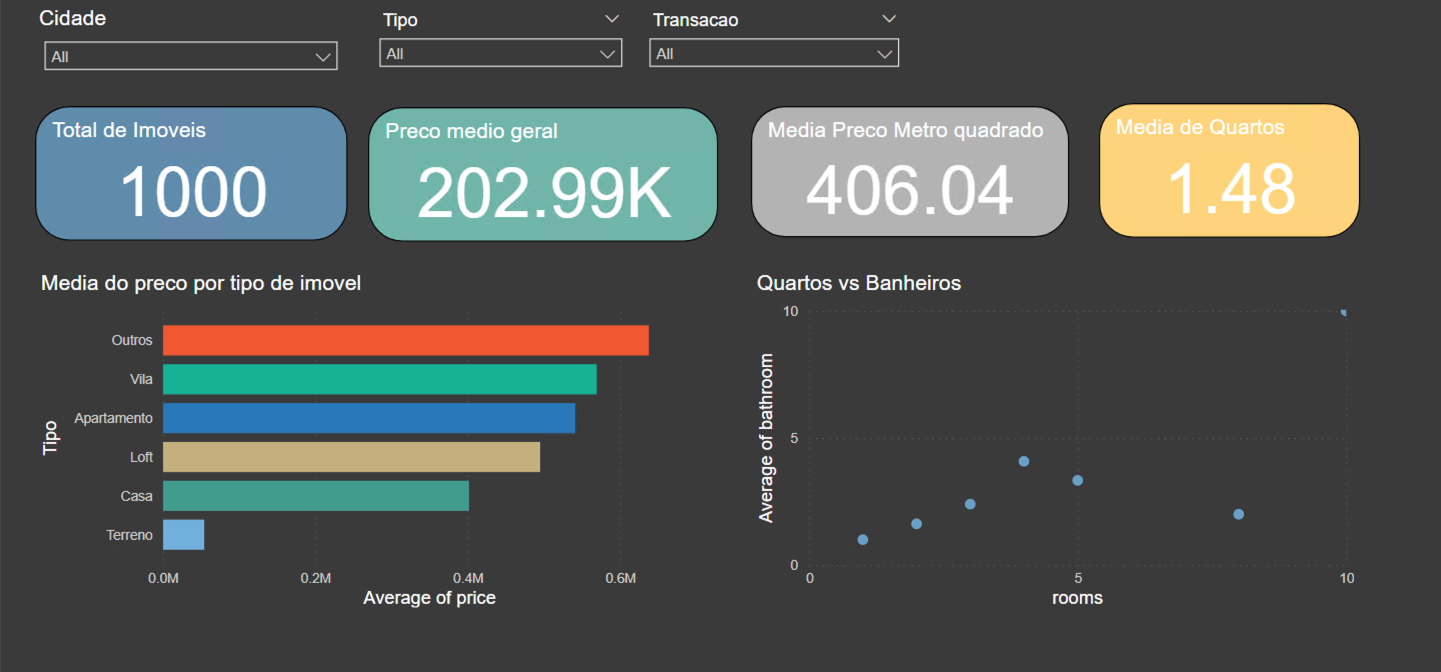 Cidade
All
Tipo
All
Transacao
All
Total de Imoveis
1000
Preco medio geral
202.99K
Media Preco Metro quadrado
406.04
Media de Quartos
1.48
Media do preco por tipo de imovel
Tipo
Outros
Vila
Apartamento
Loft
Casa
Terreno
0.0M
0.2M
0.4M
0.6M
Average of price
Quartos vs Banheiros
Average of bathroom
10
5
0
0
5
10
rooms